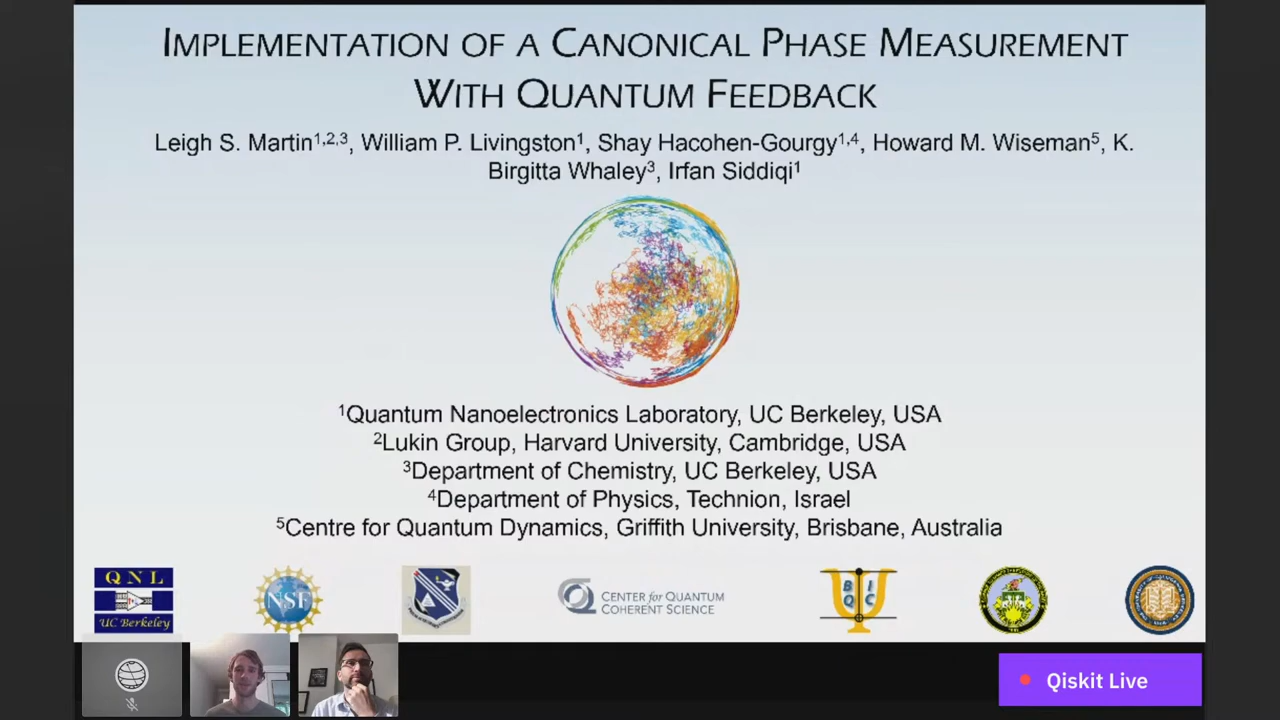 IMPLEMENTATION OF A CANONICAL PHASE MEASUREMENT
WITH QUANTUM FEEDBACK
Leigh S. Martin1,2,3, William P. Livingston1, Shay Hacohen-Gourgy1,4, Howard M. Wiseman5, K.
Birgitta Whaley3, Irfan Siddiqi1
1Quantum Nanoelectronics Laboratory, UC Berkeley, USA
2Lukin Group, Harvard University, Cambridge, USA
3Department of Chemistry, UC Berkeley, USA
4Department of Physics, Technion, Israel
5Centre for Quantum Dynamics, Griffith University, Brisbane, Australia
QNL
UC Berkeley
NSF
CENTER for QUANTUM
COHERENT SCIENCE
B I
Q C
Qiskit Live